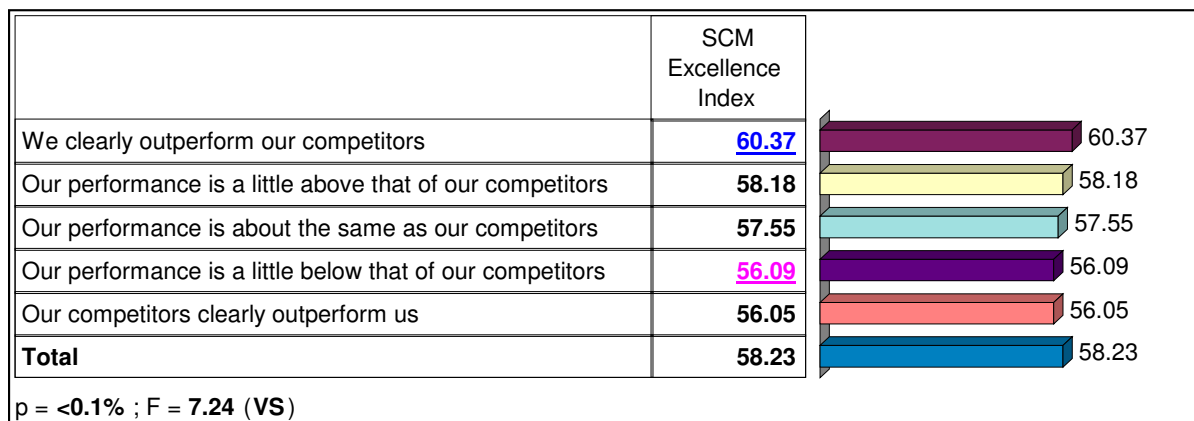 SCM
Excellence
Index
We clearly outperform our competitors 60.37 60.37
Our performance is a little above that of our competitors 58.18 58.18
Our performance is about the same as our competitors 57.55 57.55
Our performance is a little below that of our competitors 56.09 56.09
Our competitors clearly outperform us 56.05 56.05
Total 58.23 58.23
p = <0.1% ; F = 7.24 (VS)